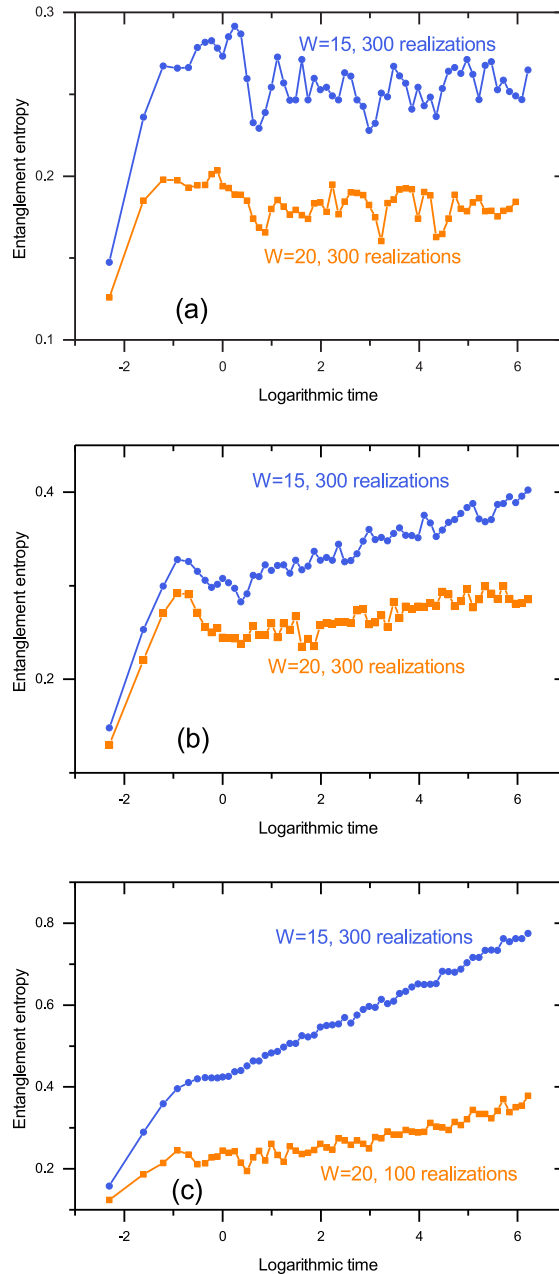 0.3
W=15, 300 realizations
Entanglement entropy
0.2
W=20, 300 realizations
(a)
0.1
-2 0 2 4 6
Logarithmic time
W=15, 300 realizations
0.4
Entanglement entropy
0.2
W=20, 300 realizations
(b)
-2 0 2 4 6
Logarithmic time
0.8
W=15, 300 realizations
0.6
Entanglement entropy
0.4
0.2
W=20, 100 realizations
(c)
-2 0 2 4 6
Logarithmic time